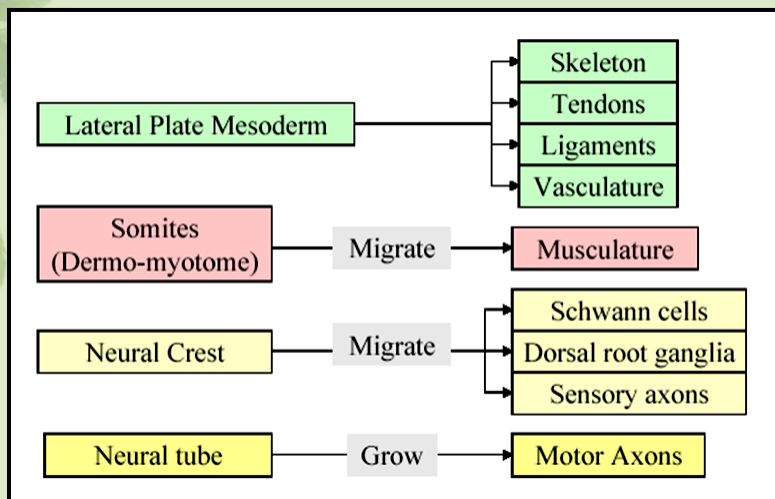 Lateral Plate Mesoderm
Skeleton
Tendons
Ligaments
Vasculature
Somites
(Dermo-myotome)
Migrate
Musculature
Neural Crest
Migrate
Schwann cells
Dorsal root ganglia
Sensory axons
Neural tube
Grow
Motor Axons